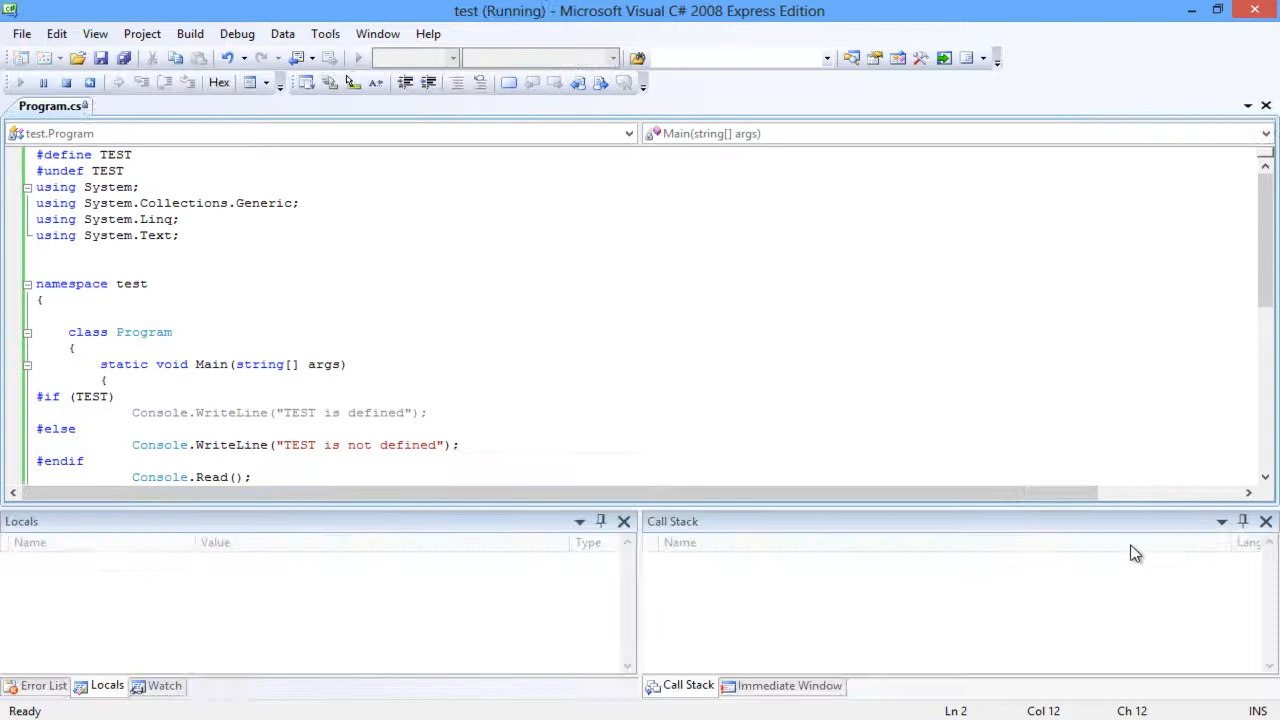 test (Running) - Microsoft Visual C# 2008 Express Edition
File Edit View Project Build Debug Data Tools Window Help
Hex
Program.cs
test.Program
Main(string[] args)
#define TEST
#undef TEST
using System;
using System.Collections.Generic;
using System.Linq;
using System.Text;
namespace test
{
class Program
{
static void Main(string[] args)
{
#if (TEST)
Console.WriteLine("TEST is defined");
#else
Console.WriteLine("TEST is not defined");
#endif
Console.Read();
Locals
Name Value Type
Call Stack
Name Lang
Error List Locals Watch
Call Stack Immediate Window
Ready Ln 2 Col 12 Ch 12 INS